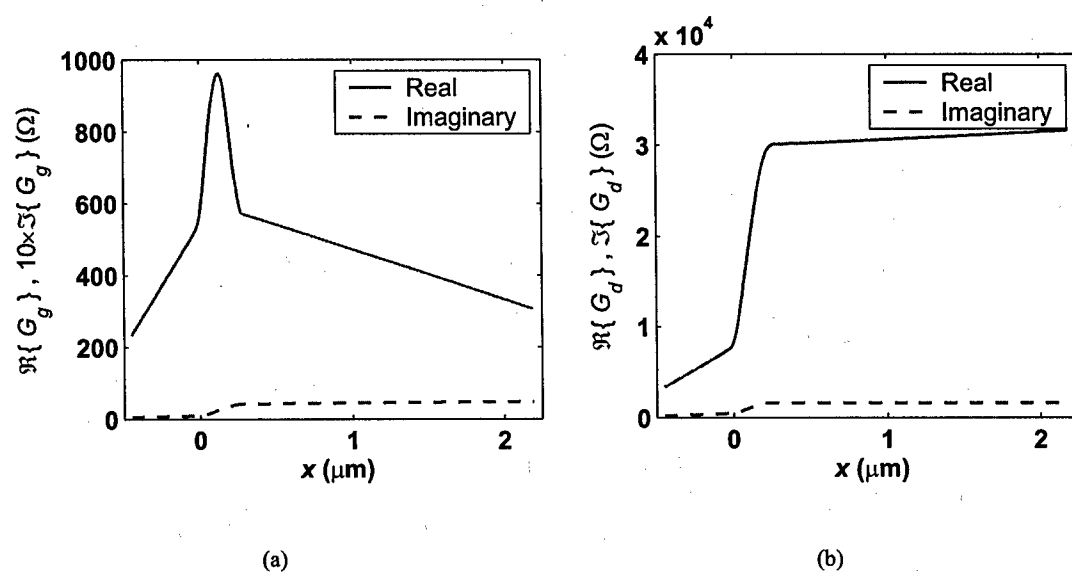 1000
800
600
400
200
0
ℜ{ G_g } , 10×ℑ{ G_g } (Ω)
Real
Imaginary
0
1
2
x (μm)
(a)
x 10^4
4
3
2
1
0
ℜ{ G_d } , ℑ{ G_d } (Ω)
Real
Imaginary
0
1
2
x (μm)
(b)